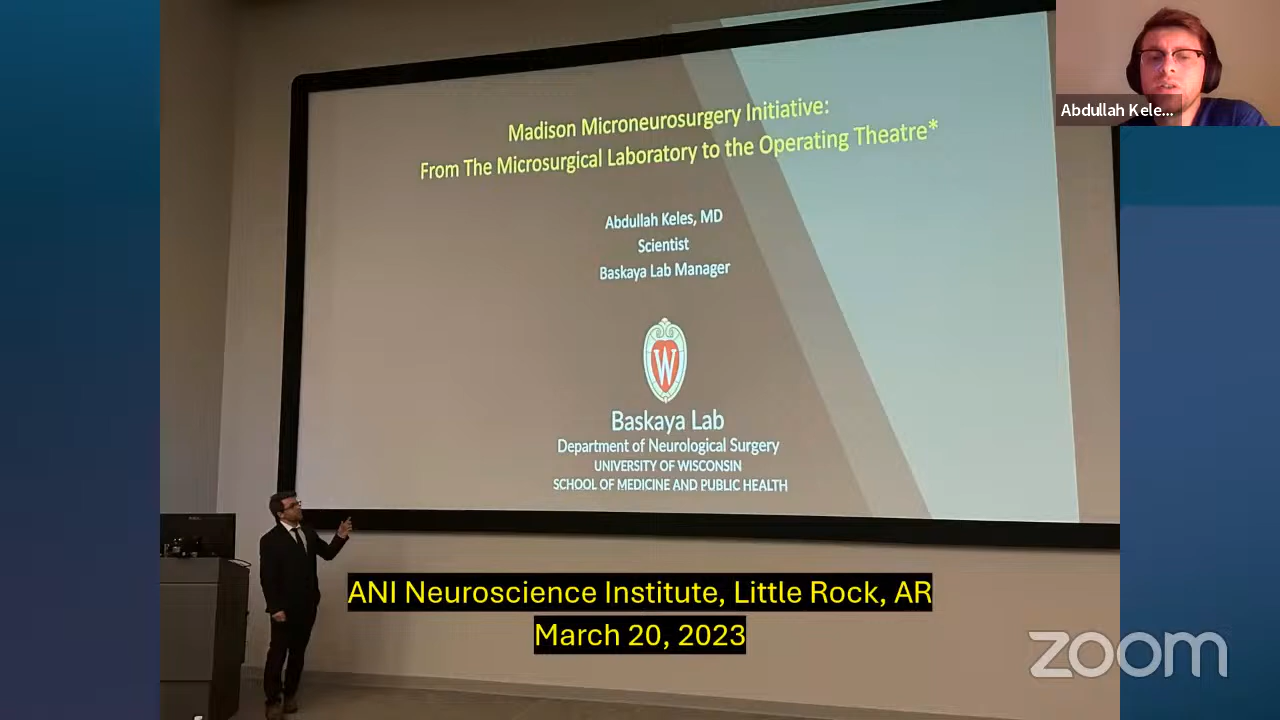 Madison Microneurosurgery Initiative:
From The Microsurgical Laboratory to the Operating Theatre*
Abdullah Keles, MD
Scientist
Baskaya Lab Manager
W
Baskaya Lab
Department of Neurological Surgery
UNIVERSITY OF WISCONSIN
SCHOOL OF MEDICINE AND PUBLIC HEALTH
ANI Neuroscience Institute, Little Rock, AR
March 20, 2023
Abdullah Kele...
zoom